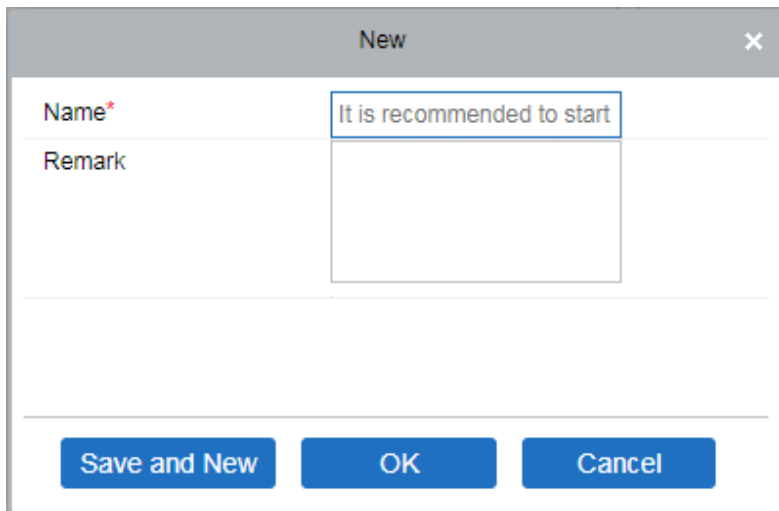 New
×
Name*
It is recommended to start
Remark
Save and New
OK
Cancel